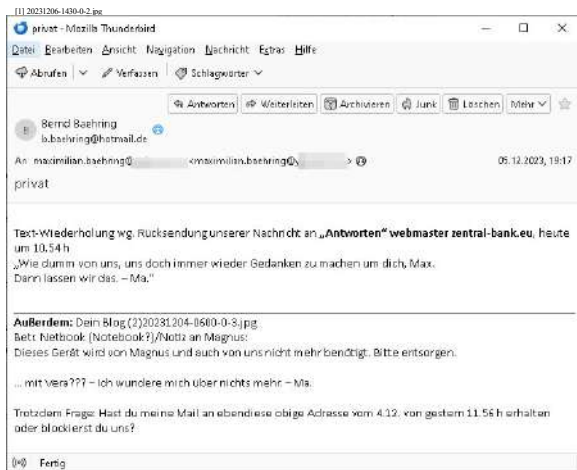 [1] 20231206-1430-0-2.jpg
privat - Mozilla Thunderbird
Datei Bearbeiten Ansicht Navigation Nachricht Extras Hilfe
Abrufen Verfassen Schlagwörter
Antworten Weiterleiten Archivieren Junk Löschen Mehr
B Bernd Baehring
b.baehring@hotmail.de
An maximilian.baehring@ <maximilian.baehring@ > 05.12.2023, 19:17
privat
Text-Wiederholung wg. Rücksendung unserer Nachricht an „Antworten“ webmaster zentral-bank.eu, heute
um 10.54 h
„Wie dumm von uns, uns doch immer wieder Gedanken zu machen um dich, Max.
Dann lassen wir das. – Ma.“
Außerdem: Dein Blog (2)20231204-0600-0-3.jpg
Betr. Netbook (Notebook?)/Notiz an Magnus:
Dieses Gerät wird von Magnus und auch von uns nicht mehr benötigt. Bitte entsorgen.
... mit Vera??? – Ich wundere mich über nichts mehr. – Ma.
Trotzdem Frage: Hast du meine Mail an ebendiese obige Adresse vom 4.12. von gestern 11.56 h erhalten
oder blockierst du uns?
Fertig